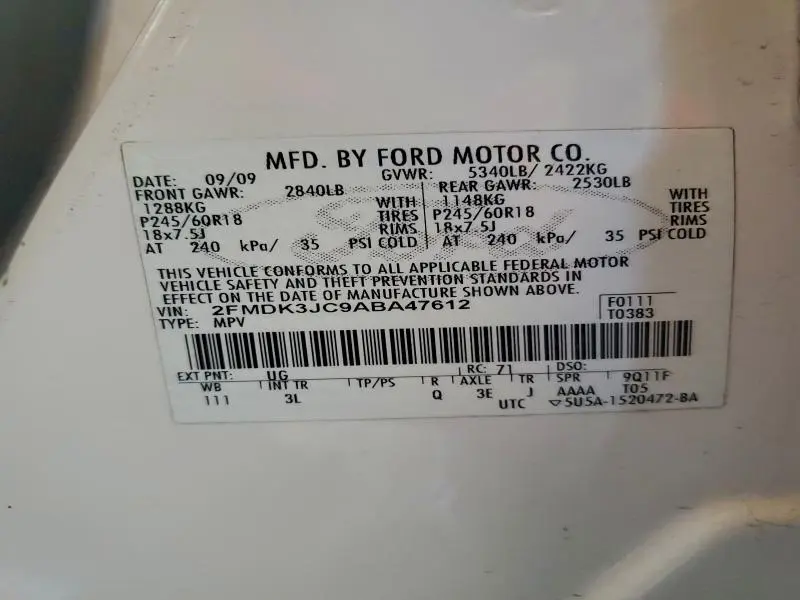 MFD. BY FORD MOTOR CO.
DATE: 09/09 GVWR: 5340LB/ 2422KG
FRONT GAWR: 2840LB REAR GAWR: 2530LB
1288KG WITH 1148KG WITH
P245/60R18 TIRES P245/60R18 TIRES
18x7.5J RIMS 18x7.5J RIMS
AT 240 kPa/ 35 PSI COLD AT 240 kPa/ 35 PSI COLD
THIS VEHICLE CONFORMS TO ALL APPLICABLE FEDERAL MOTOR
VEHICLE SAFETY AND THEFT PREVENTION STANDARDS IN
EFFECT ON THE DATE OF MANUFACTURE SHOWN ABOVE.
VIN: 2FMDK3JC9ABA47612 F0111
TYPE: MPV T0383
EXT PNT: UG RC: 71 DSO:
WB INT TR TP/PS R AXLE TR SPR 9Q11F
111 3L Q 3E J AAAA T05
UTC ▽5U5A-1520472-BA
Ford